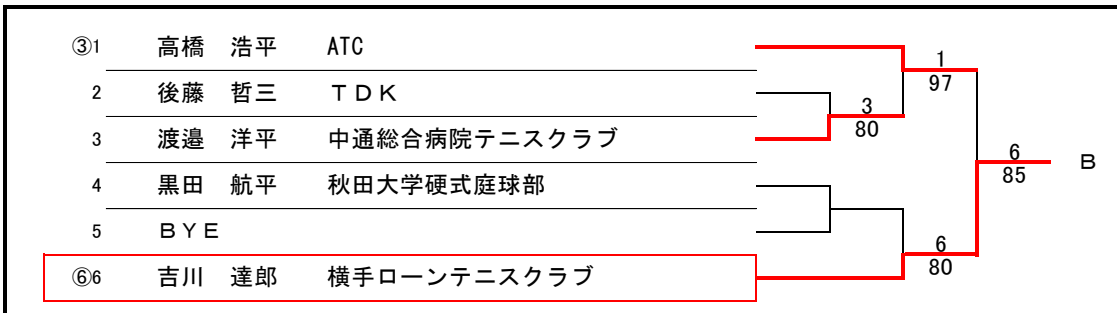 ③1 高橋 浩平 ATC
1
97
2 後藤 哲三 TDK
3
80
3 渡邉 洋平 中通総合病院テニスクラブ
6
85
B
4 黒田 航平 秋田大学硬式庭球部
5 BYE
6
80
⑥6 吉川 達郎 横手ローンテニスクラブ